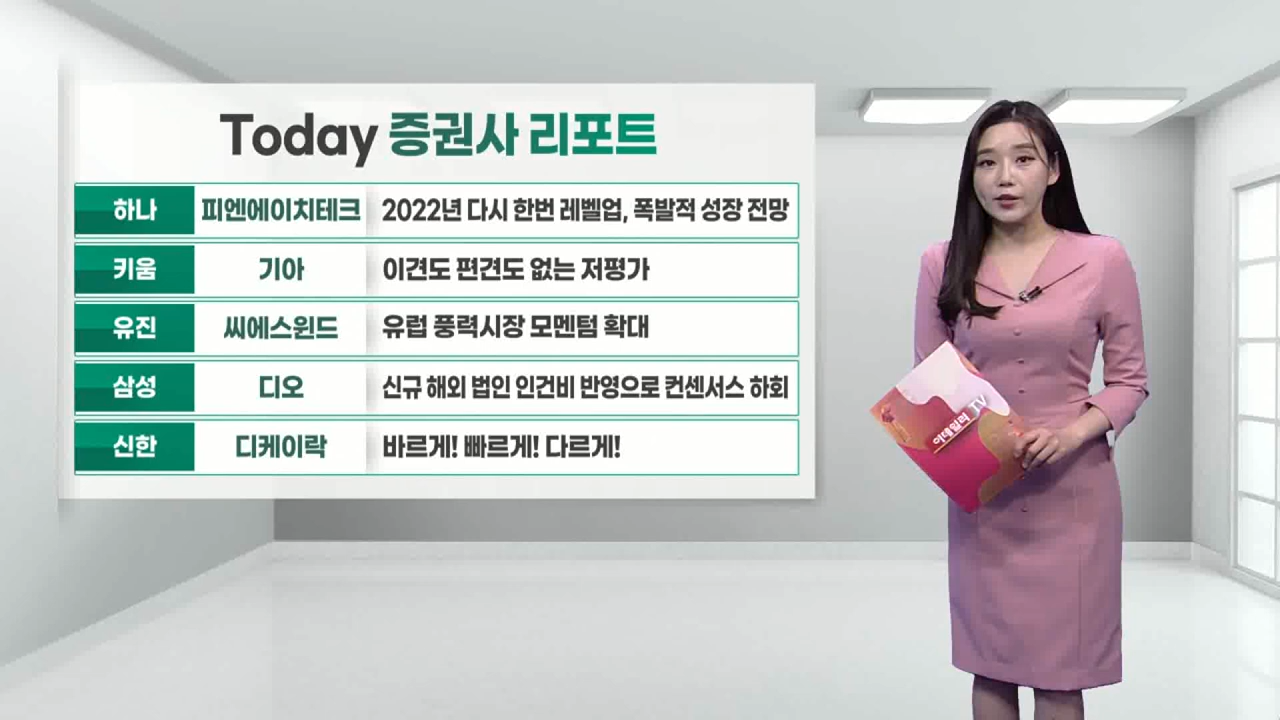 Today 증권사 리포트
하나 피엔에이치테크 2022년 다시 한번 레벨업, 폭발적 성장 전망
키움 기아 이견도 편견도 없는 저평가
유진 씨에스윈드 유럽 풍력시장 모멘텀 확대
삼성 디오 신규 해외 법인 인건비 반영으로 컨센서스 하회
신한 디케이락 바르게! 빠르게! 다르게!
이데일리 TV